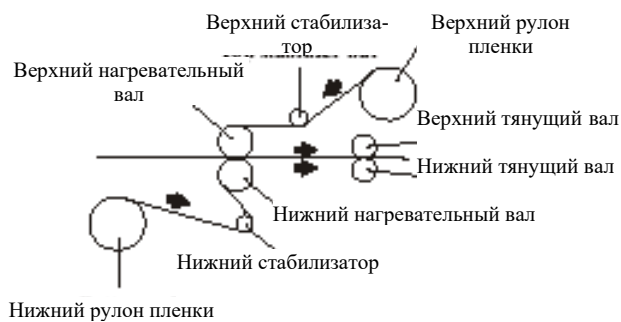 Верхний стабилиза-
тор
Верхний рулон
пленки
Верхний нагревательный
вал
Верхний тянущий вал
Нижний тянущий вал
Нижний нагревательный вал
Нижний стабилизатор
Нижний рулон пленки